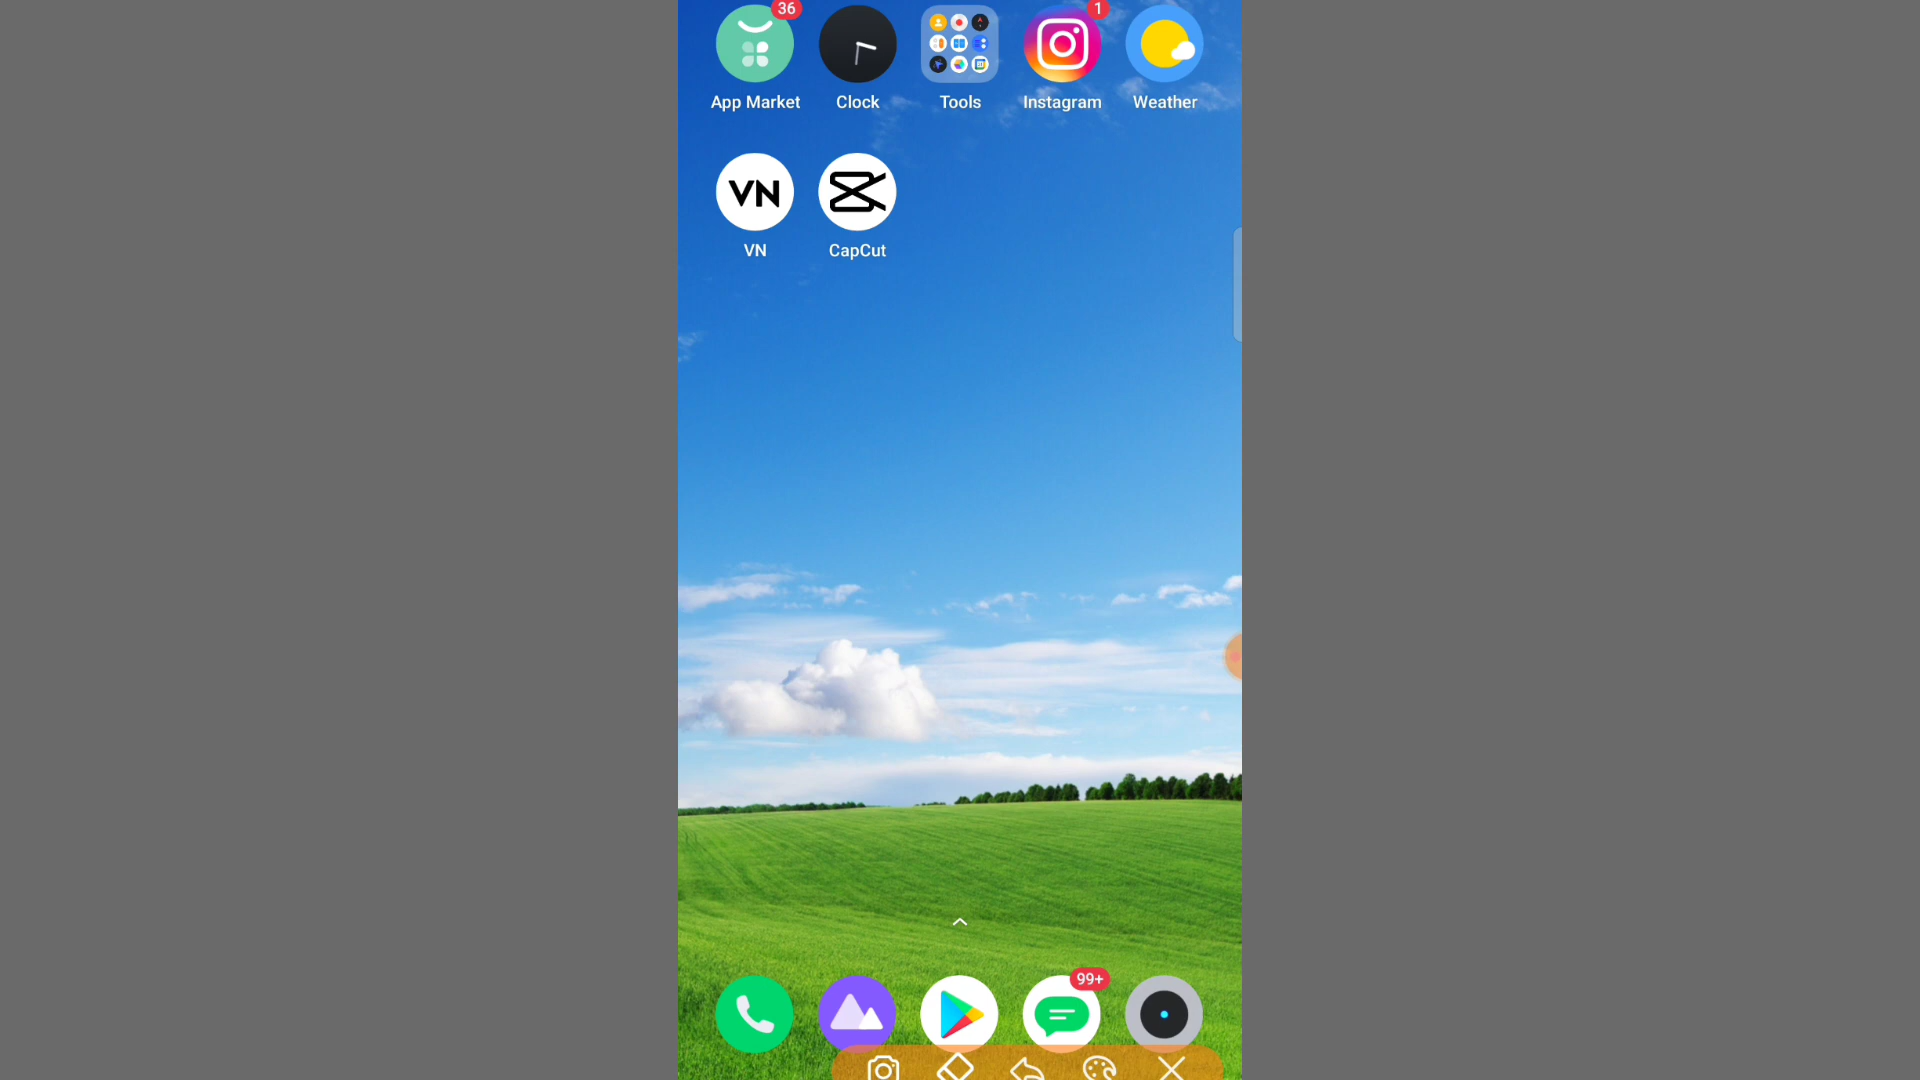 36
1
App Market
Clock
Tools
Instagram
Weather
VN
VN
CapCut
99+